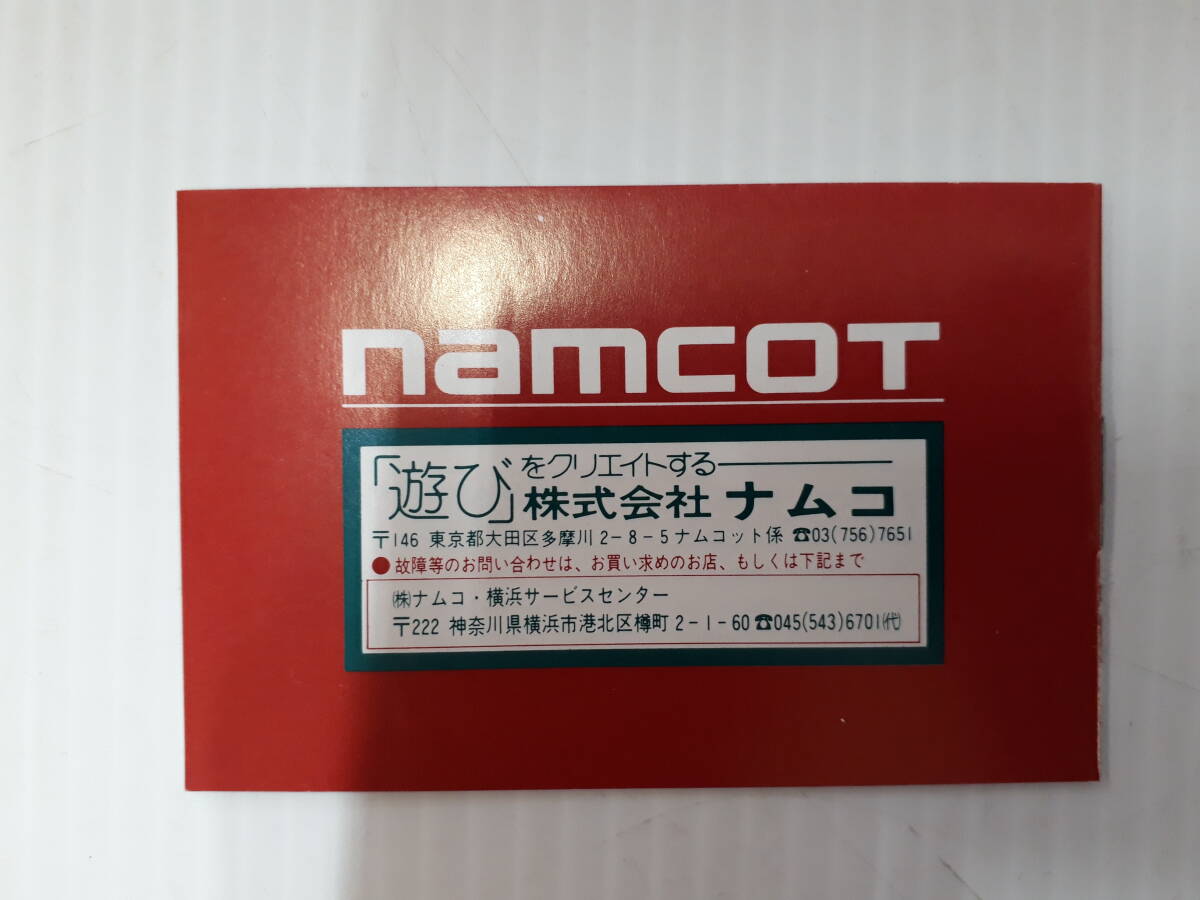 namcot
「遊び」をクリエイトする
株式会社 ナムコ
〒146 東京都大田区多摩川2-8-5ナムコット係 ☎03(756)7651
●故障等のお問い合わせは、お買い求めのお店、もしくは下記まで
㈱ナムコ・横浜サービスセンター
〒222 神奈川県横浜市港北区樽町2-1-60☎045(543)6701㈹